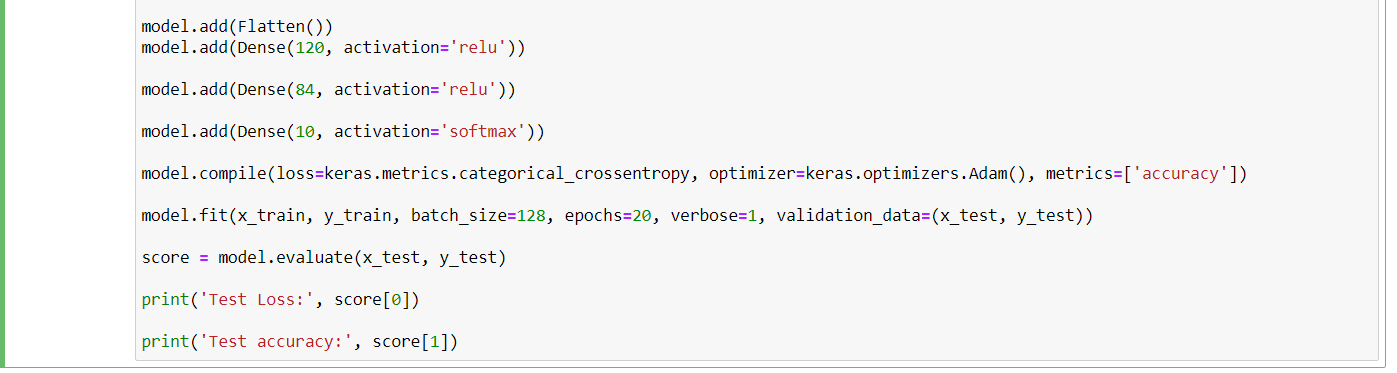 model.add(Flatten())
model.add(Dense(120, activation='relu'))
model.add(Dense(84, activation='relu'))
model.add(Dense(10, activation='softmax'))
model.compile(loss=keras.metrics.categorical_crossentropy, optimizer=keras.optimizers.Adam(), metrics=['accuracy'])
model.fit(x_train, y_train, batch_size=128, epochs=20, verbose=1, validation_data=(x_test, y_test))
score = model.evaluate(x_test, y_test)
print('Test Loss:', score[0])
print('Test accuracy:', score[1])